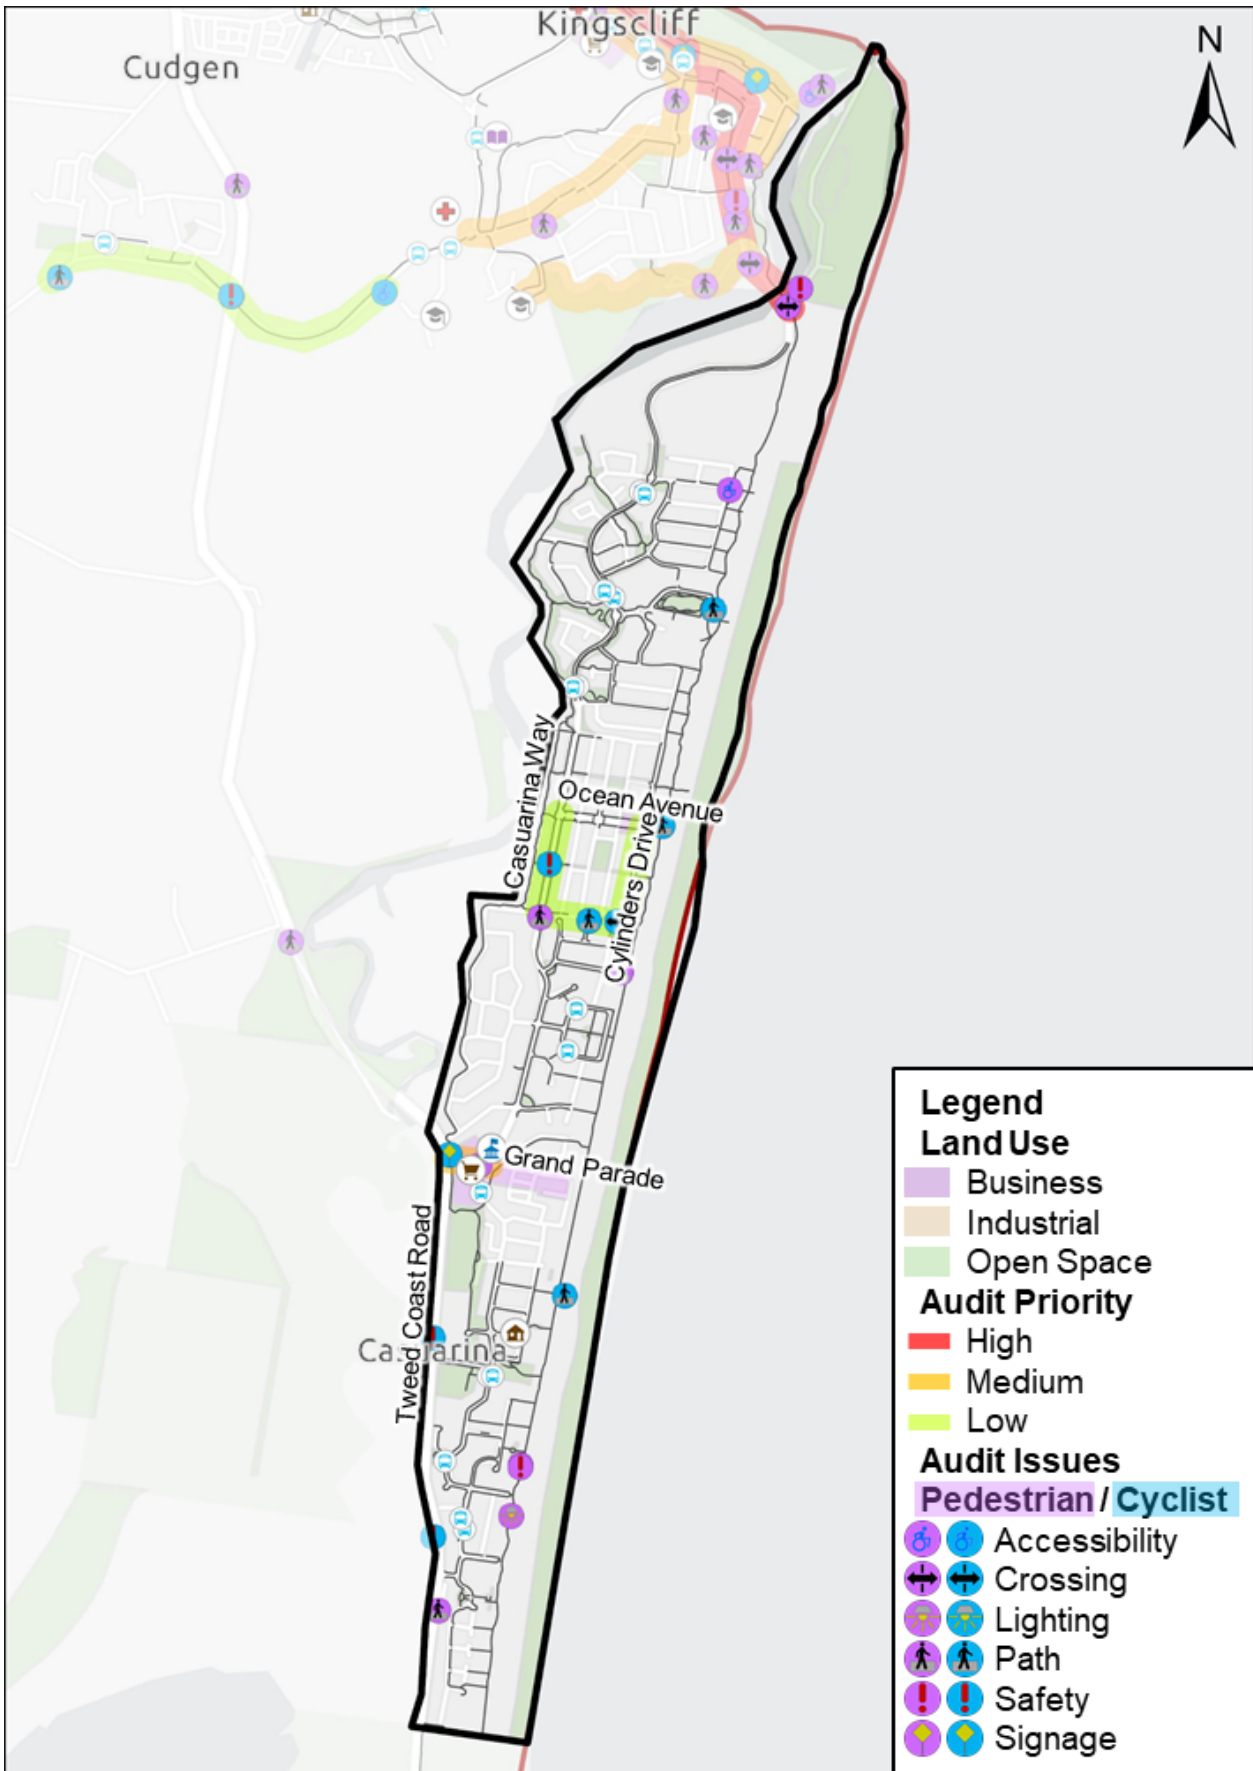 Kingscliff
N
Cudgen
Casuarina Way
Ocean Avenue
Cylinders Drive
Grand Parade
Tweed Coast Road
Casuarina
Legend
Land Use
Business
Industrial
Open Space
Audit Priority
High
Medium
Low
Audit Issues
Pedestrian / Cyclist
Accessibility
Crossing
Lighting
Path
Safety
Signage